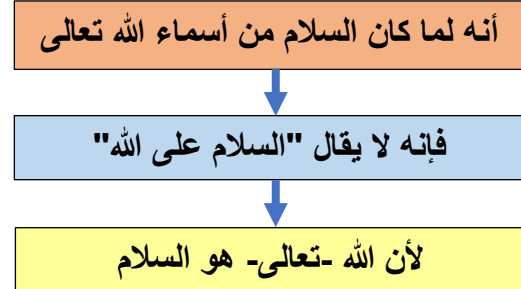 أنه لما كان السلام من أسماء الله تعالى
فإنه لا يقال "السلام على الله"
لأن الله -تعالى- هو السلام